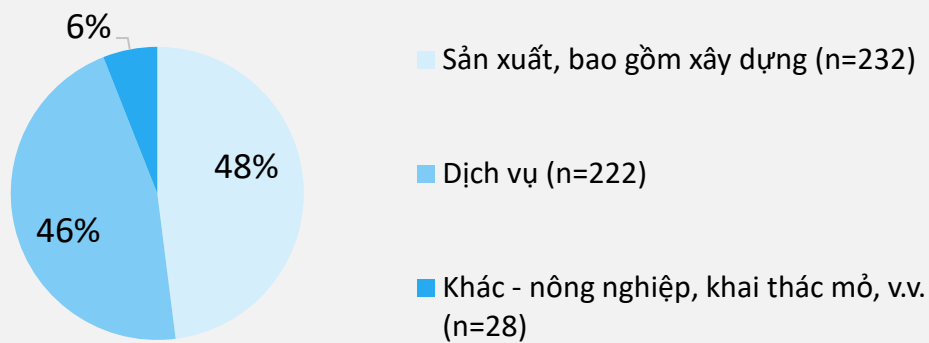 6%
48%
46%
Sản xuất, bao gồm xây dựng (n=232)
Dịch vụ (n=222)
Khác - nông nghiệp, khai thác mỏ, v.v.
(n=28)